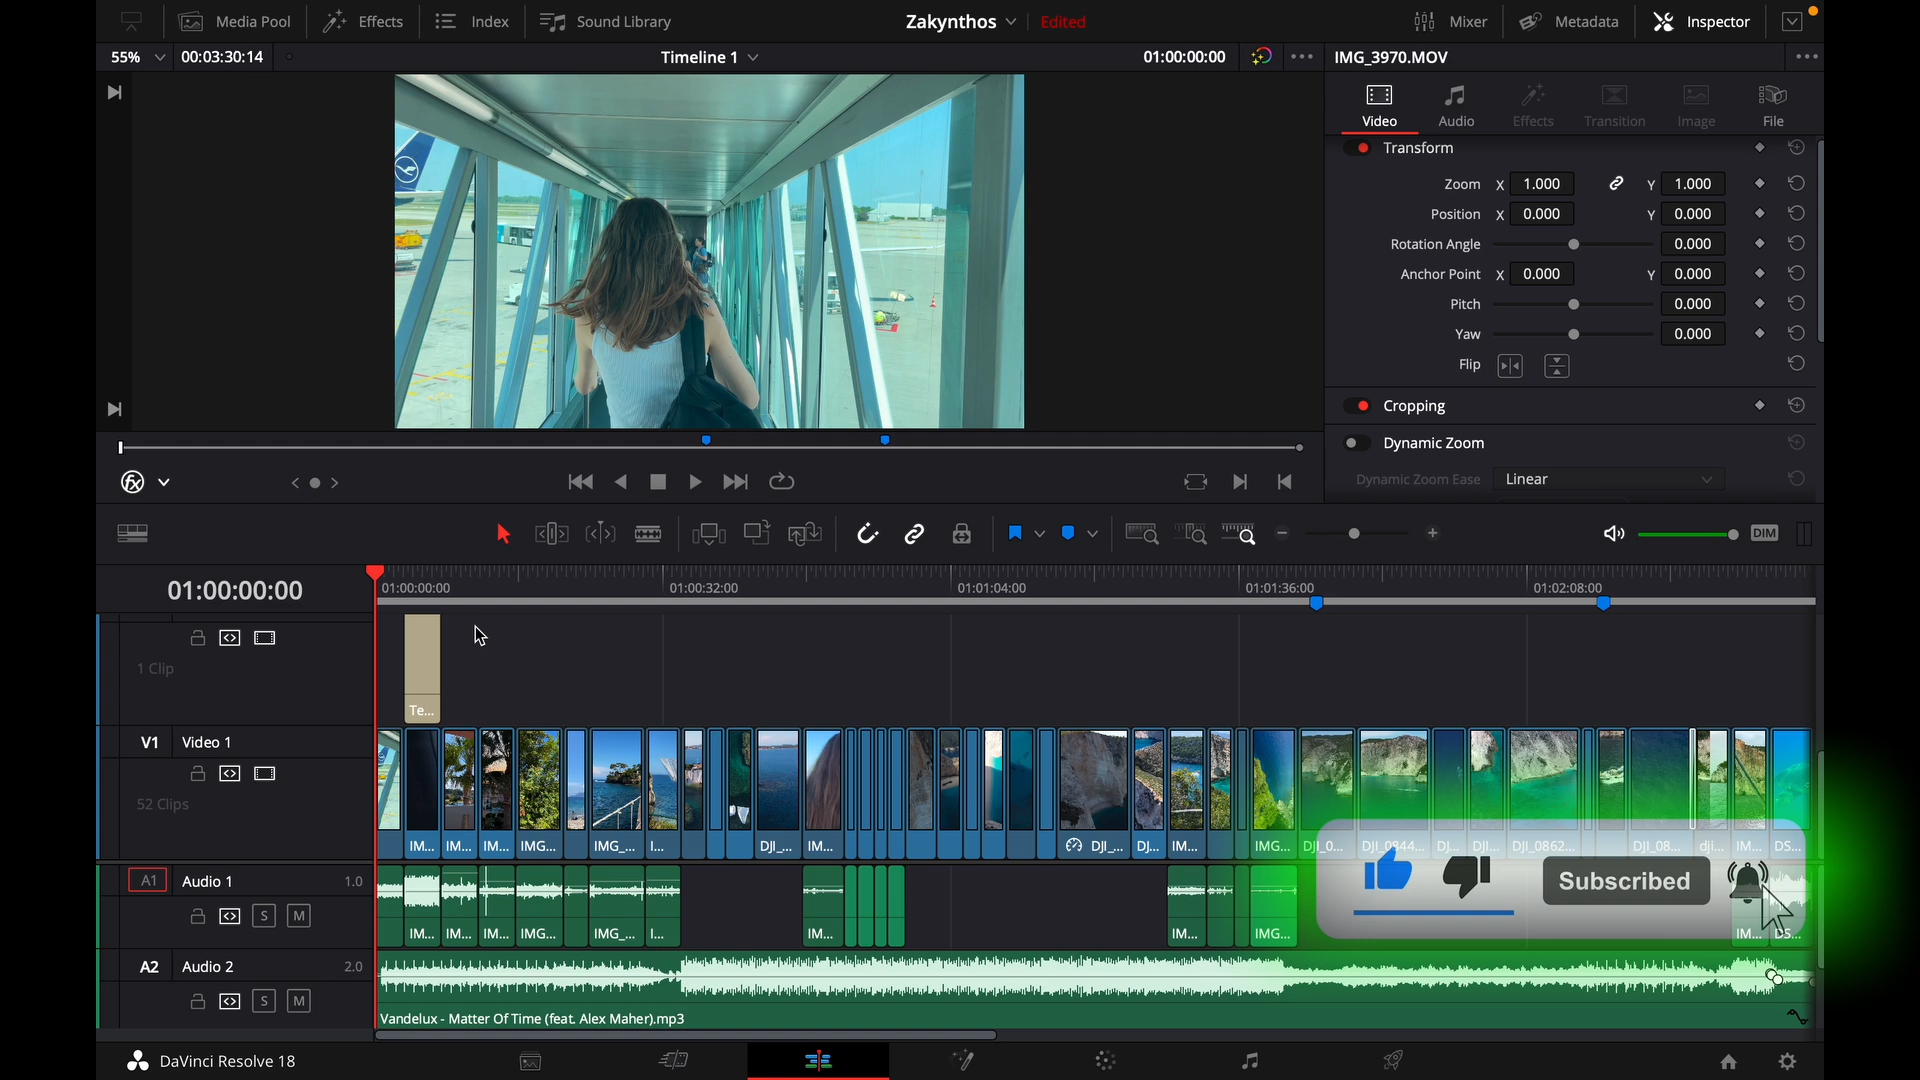 Media Pool
Effects
Index
Sound Library
Zakynthos
Edited
Mixer
Metadata
Inspector
55%
00:03:30:14
Timeline 1
01:00:00:00
IMG_3970.MOV
Video
Audio
Effects
Transition
Image
File
Transform
Zoom X 1.000 Y 1.000
Position X 0.000 Y 0.000
Rotation Angle 0.000
Anchor Point X 0.000 Y 0.000
Pitch 0.000
Yaw 0.000
Flip
Cropping
Dynamic Zoom
Dynamic Zoom Ease Linear
fx
DIM
01:00:00:00
01:00:00:00
01:00:32:00
01:01:04:00
01:01:36:00
01:02:08:00
1 Clip
Te...
V1 Video 1
52 Clips
IM... IM... IM... IMG... IMG_... I... DJI_... IM... DJI_... DJ... IM... IMG... DJI_0... DJI_0944... DJ... DJI... DJI_0862... DJI_08... dji... IM... DS...
A1 Audio 1 1.0
S M
IM... IM... IM... IMG... IMG_... I... IM... IM... IMG... IM... DS...
Subscribed
A2 Audio 2 2.0
S M
Vandelux - Matter Of Time (feat. Alex Maher).mp3
DaVinci Resolve 18